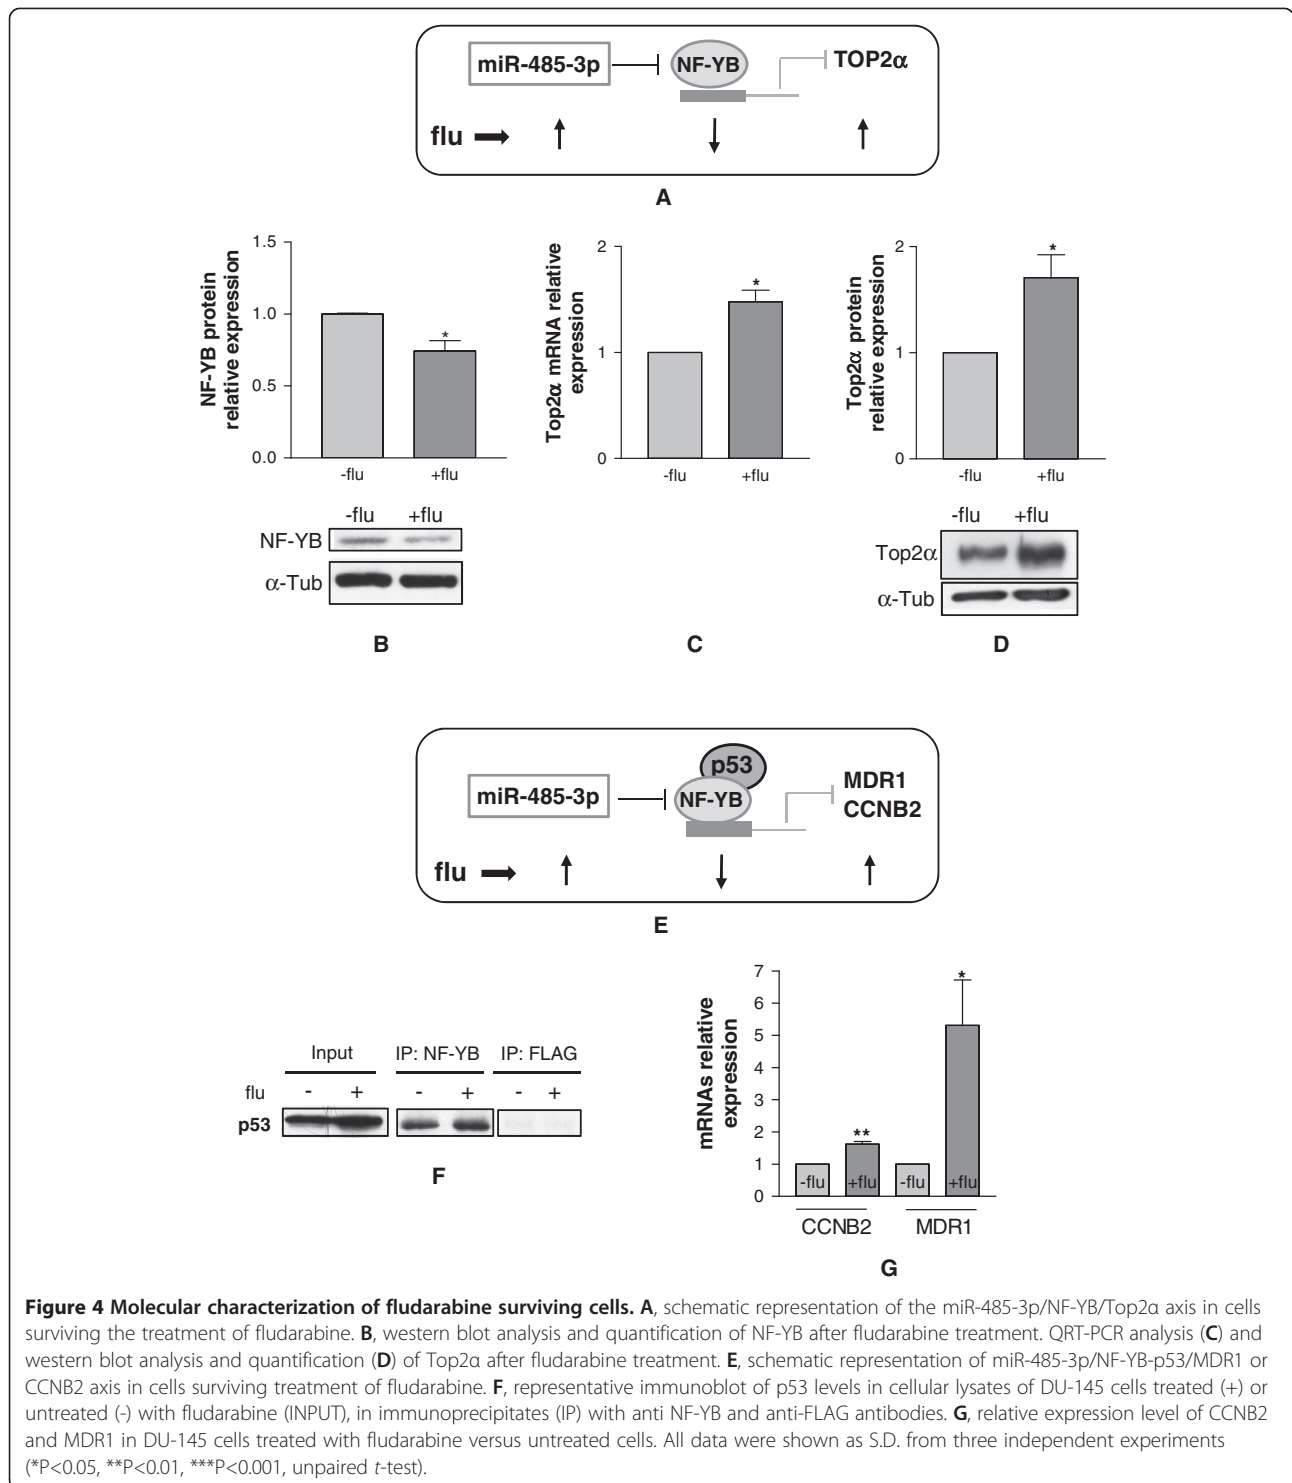 miR-485-3p NF-YB TOP2α
flu
A
NF-YB protein
relative expression
1.5
1.0
0.5
0.0
-flu +flu
-flu +flu
NF-YB
α-Tub
B
Top2α mRNA relative
expression
2
1
0
-flu +flu
C
*
*
*
Top2α protein
relative expression
2
1
0
-flu +flu
-flu +flu
Top2α
α-Tub
D
p53
miR-485-3p NF-YB MDR1
CCNB2
flu
E
Input IP: NF-YB IP: FLAG
flu - + - + - +
p53
F
mRNAs relative
expression
7
6
5
4
3
2
1
0
**
*
-flu +flu -flu +flu
CCNB2 MDR1
G
Figure 4 Molecular characterization of fludarabine surviving cells. A, schematic representation of the miR-485-3p/NF-YB/Top2α axis in cells
surviving the treatment of fludarabine. B, western blot analysis and quantification of NF-YB after fludarabine treatment. QRT-PCR analysis (C) and
western blot analysis and quantification (D) of Top2α after fludarabine treatment. E, schematic representation of miR-485-3p/NF-YB-p53/MDR1 or
CCNB2 axis in cells surviving treatment of fludarabine. F, representative immunoblot of p53 levels in cellular lysates of DU-145 cells treated (+) or
untreated (-) with fludarabine (INPUT), in immunoprecipitates (IP) with anti NF-YB and anti-FLAG antibodies. G, relative expression level of CCNB2
and MDR1 in DU-145 cells treated with fludarabine versus untreated cells. All data were shown as S.D. from three independent experiments
(*P<0.05, **P<0.01, ***P<0.001, unpaired t-test).